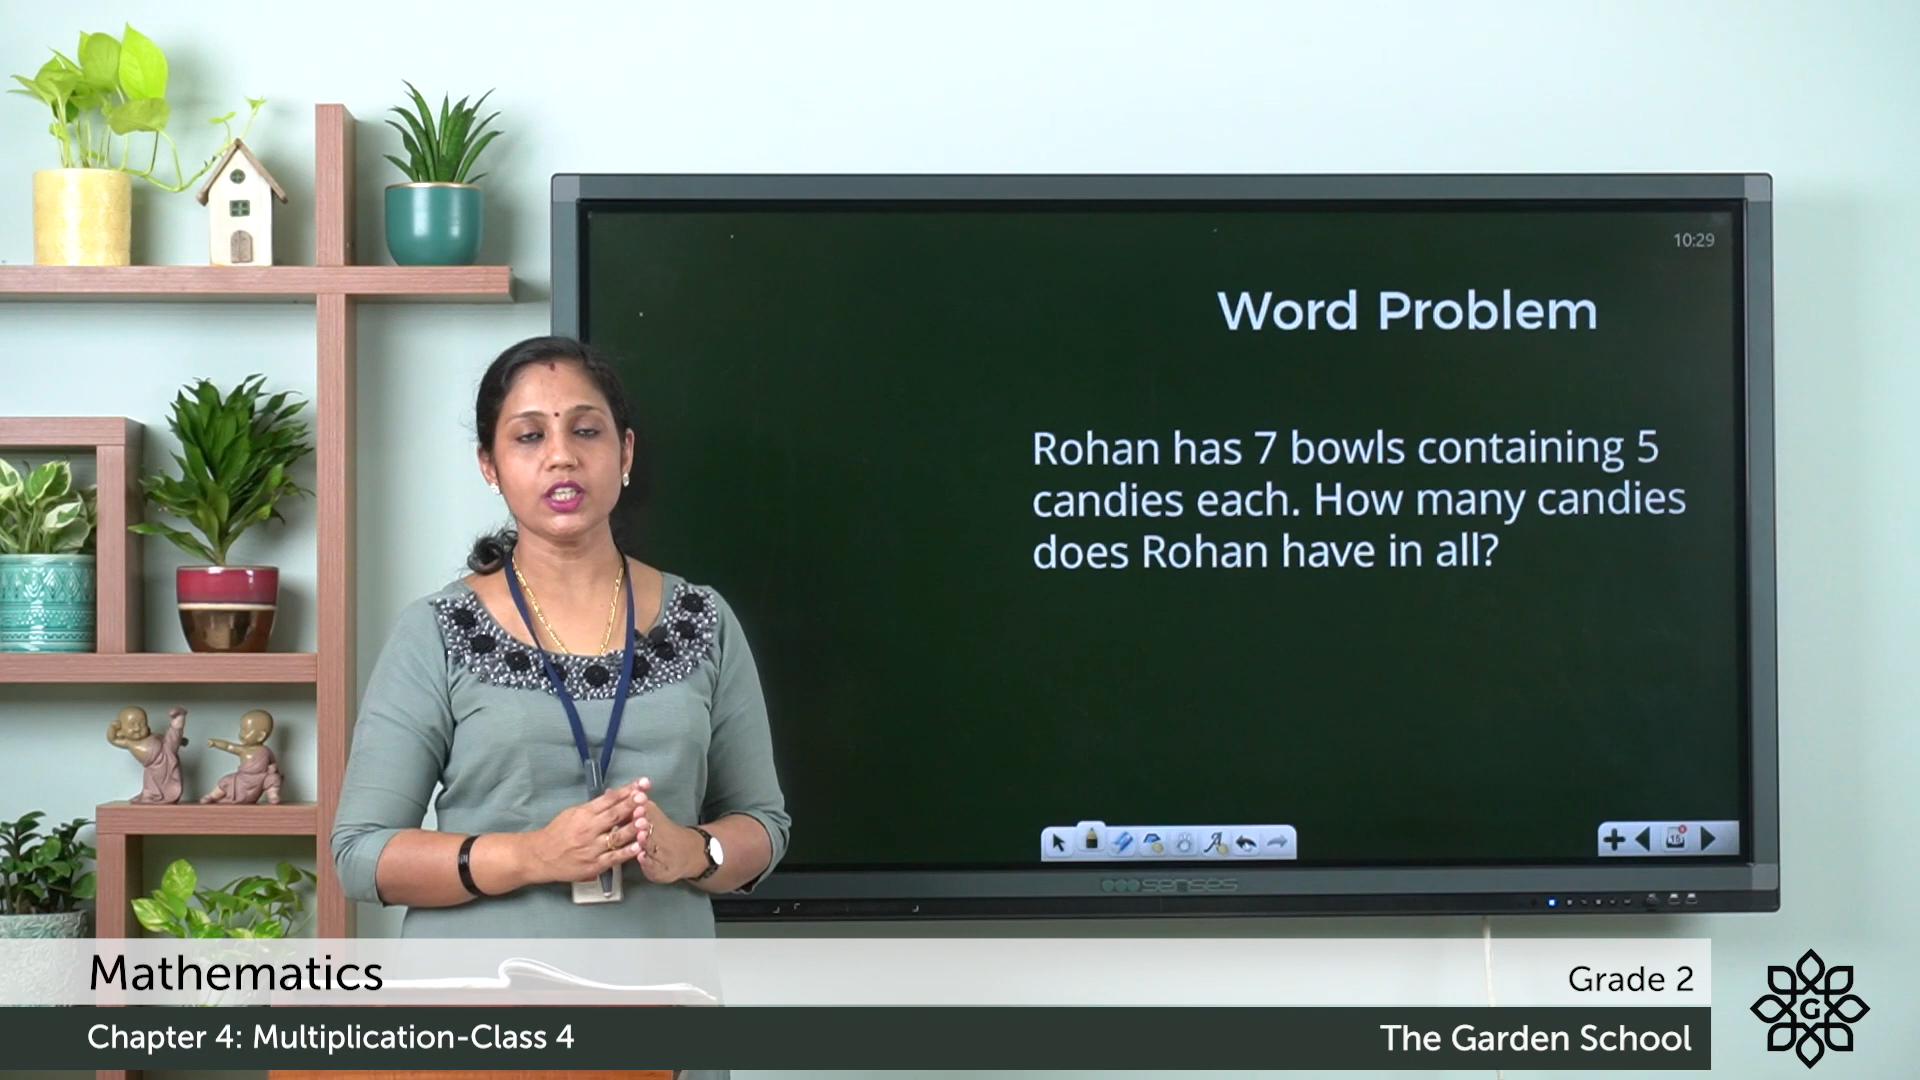 10:29
Word Problem
Rohan has 7 bowls containing 5
candies each. How many candies
does Rohan have in all?
senses
Mathematics
Grade 2
Chapter 4: Multiplication-Class 4
The Garden School
G